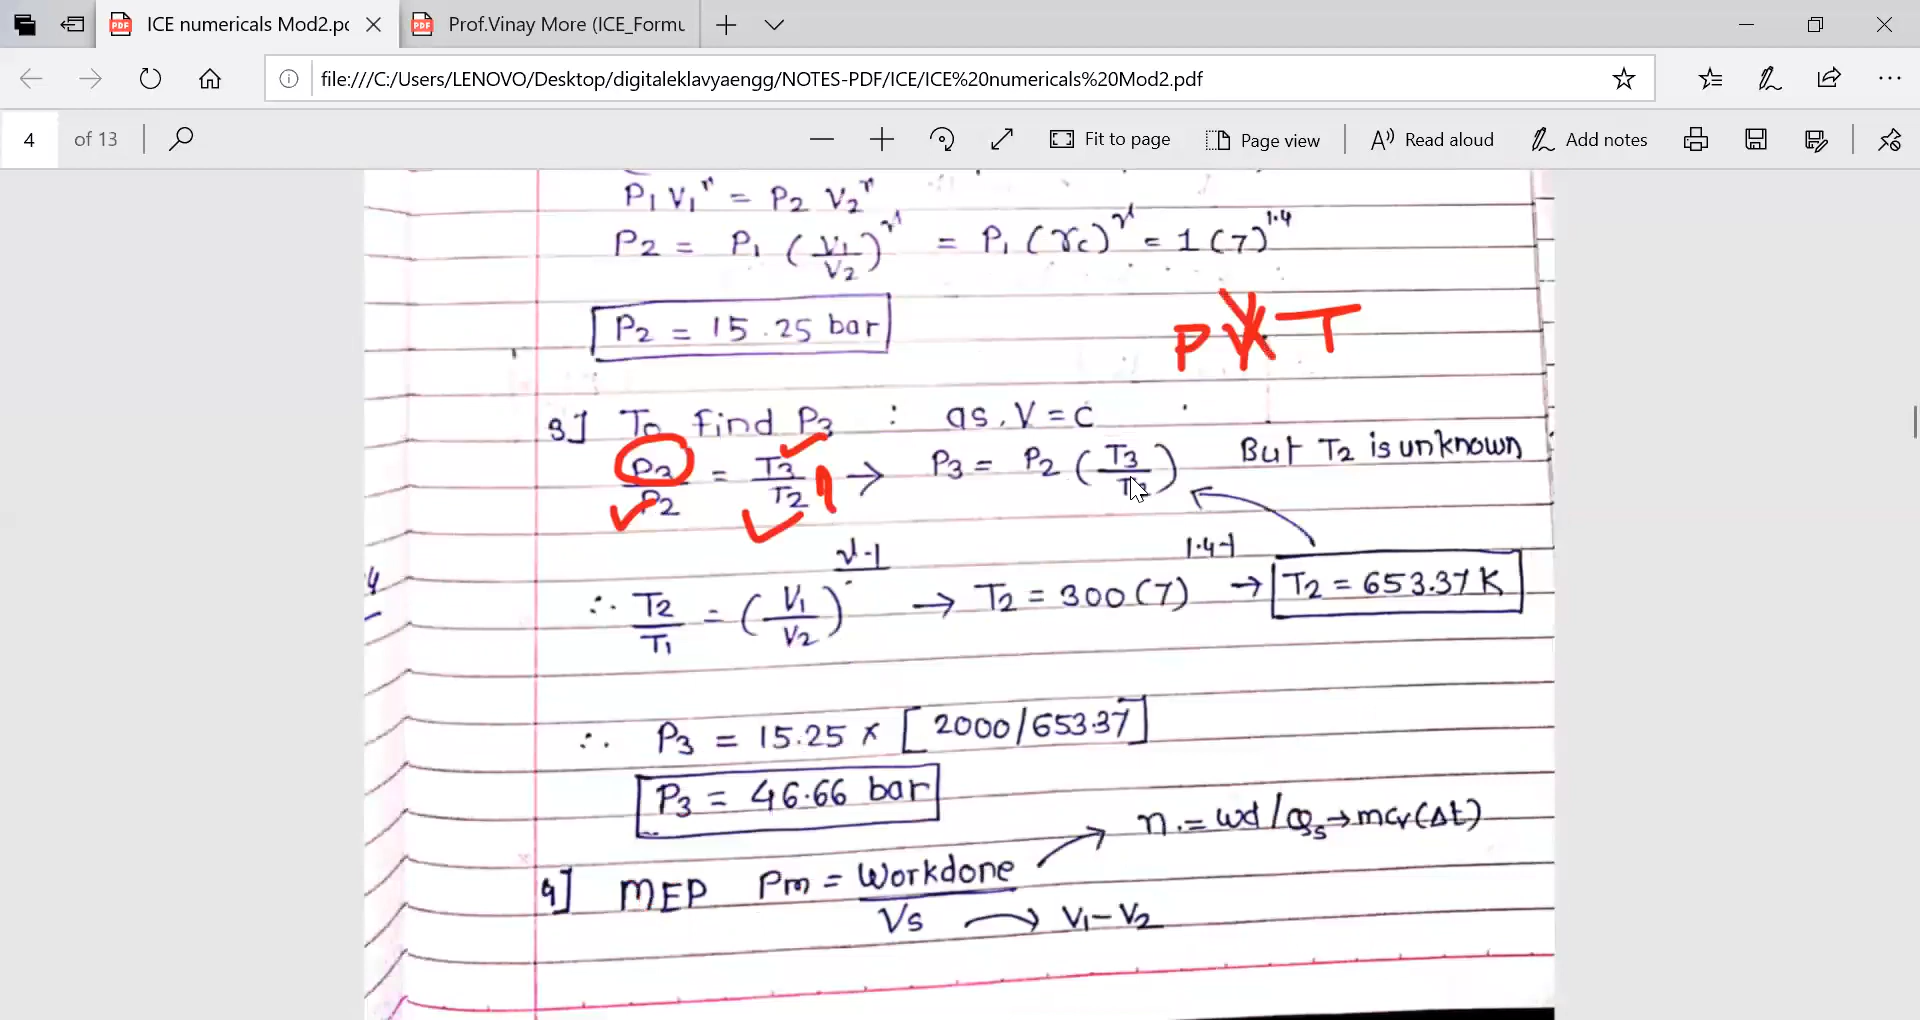 ICE numericals Mod2.pd
Prof.Vinay More (ICE_Formu
file:///C:/Users/LENOVO/Desktop/digitaleklavyaengg/NOTES-PDF/ICE/ICE%20numericals%20Mod2.pdf
4 of 13
Fit to page
Page view
Read aloud
Add notes
P1 V1^γ = P2 V2^γ
P2 = P1 (V1/V2)^γ = P1 (rc)^γ = 1 (7)^1.4
P2 = 15.25 bar
P V T
3] To find P3 : as, V = C
P3/P2 = T3/T2 → P3 = P2 (T3/T2) But T2 is unknown
∴ T2/T1 = (V1/V2)^γ-1 → T2 = 300 (7)^1.4-1 → T2 = 653.37 K
∴ P3 = 15.25 x [2000/653.37]
P3 = 46.66 bar
η = wd/Qs → mcv(Δt)
4] MEP Pm = Workdone/Vs → V1-V2